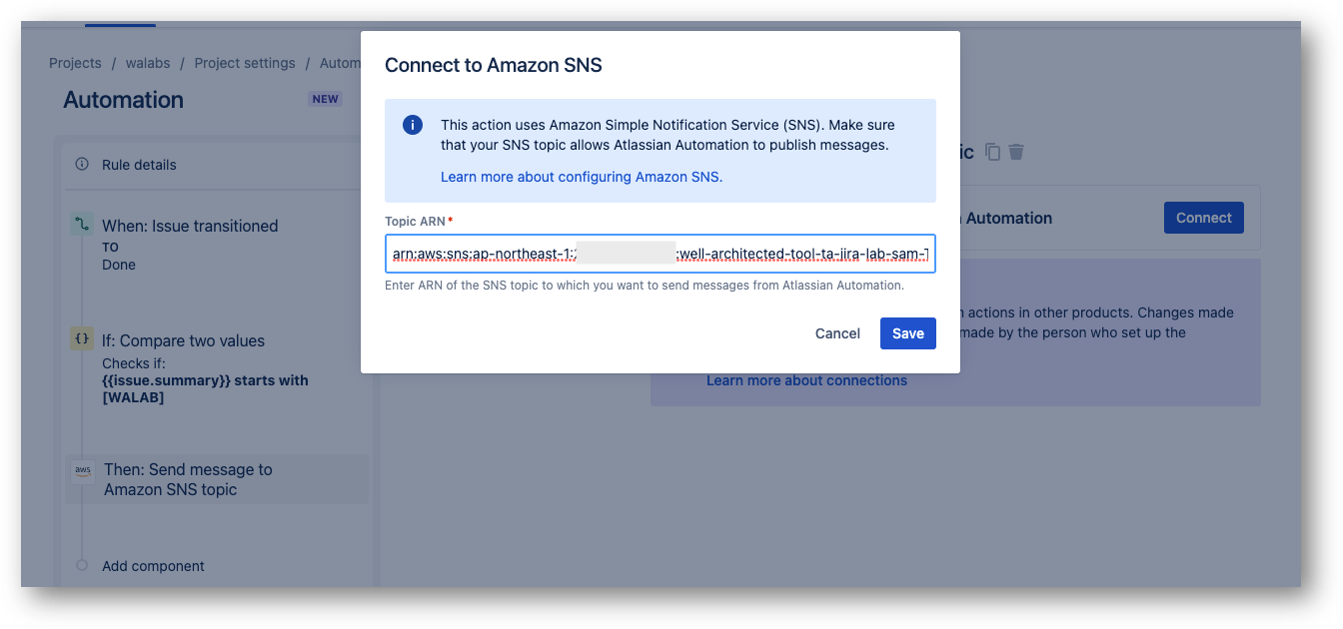 Projects / walabs / Project settings / Autom
Automation
NEW
Rule details
When: Issue transitioned
TO
Done
If: Compare two values
Checks if:
{{issue.summary}} starts with
[WALAB]
aws
Then: Send message to
Amazon SNS topic
Add component
Connect to Amazon SNS
This action uses Amazon Simple Notification Service (SNS). Make sure
that your SNS topic allows Atlassian Automation to publish messages.
Learn more about configuring Amazon SNS.
Topic ARN *
arn:aws:sns:ap-northeast-1: :well-architected-tool-ta-jira-lab-sam-
Enter ARN of the SNS topic to which you want to send messages from Atlassian Automation.
Cancel
Save
ic
Automation
Connect
actions in other products. Changes made
made by the person who set up the
Learn more about connections